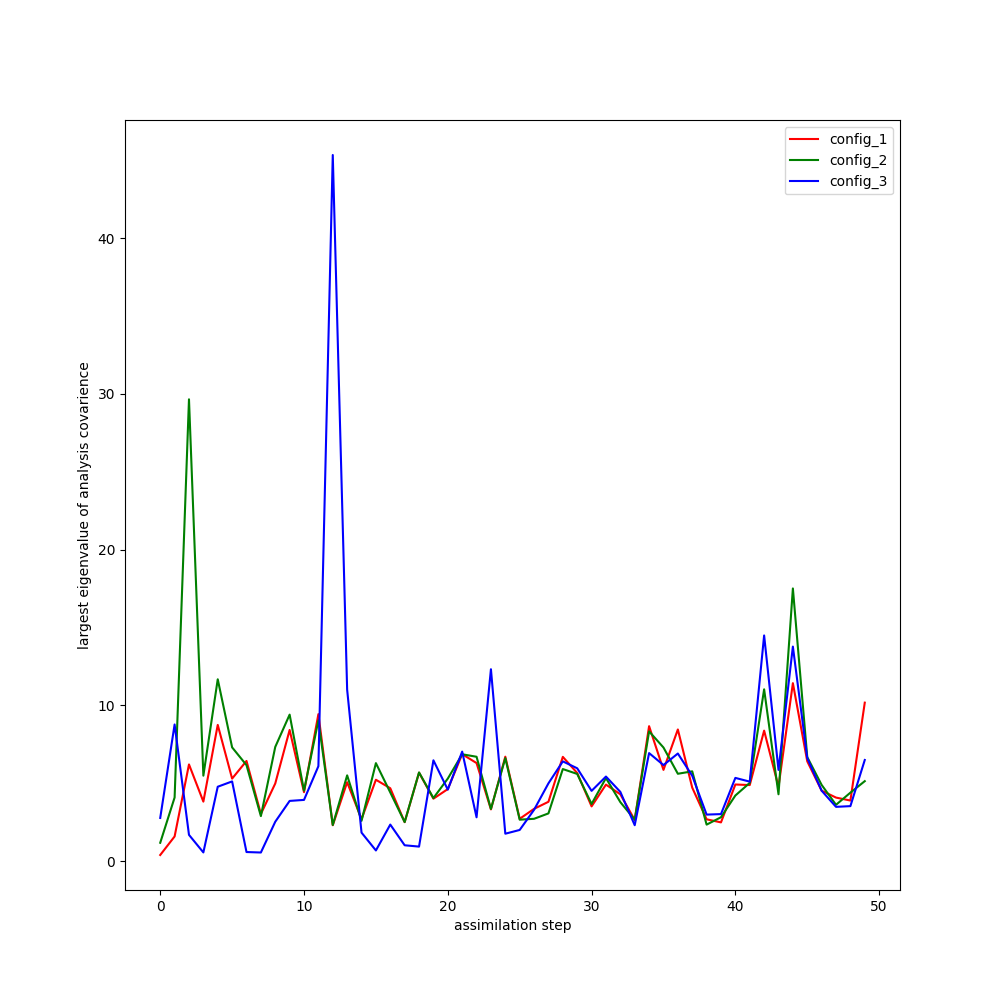 config_1
config_2
config_3
largest eigenvalue of analysis covarience
40
30
20
10
0
0 10 20 30 40 50
assimilation step